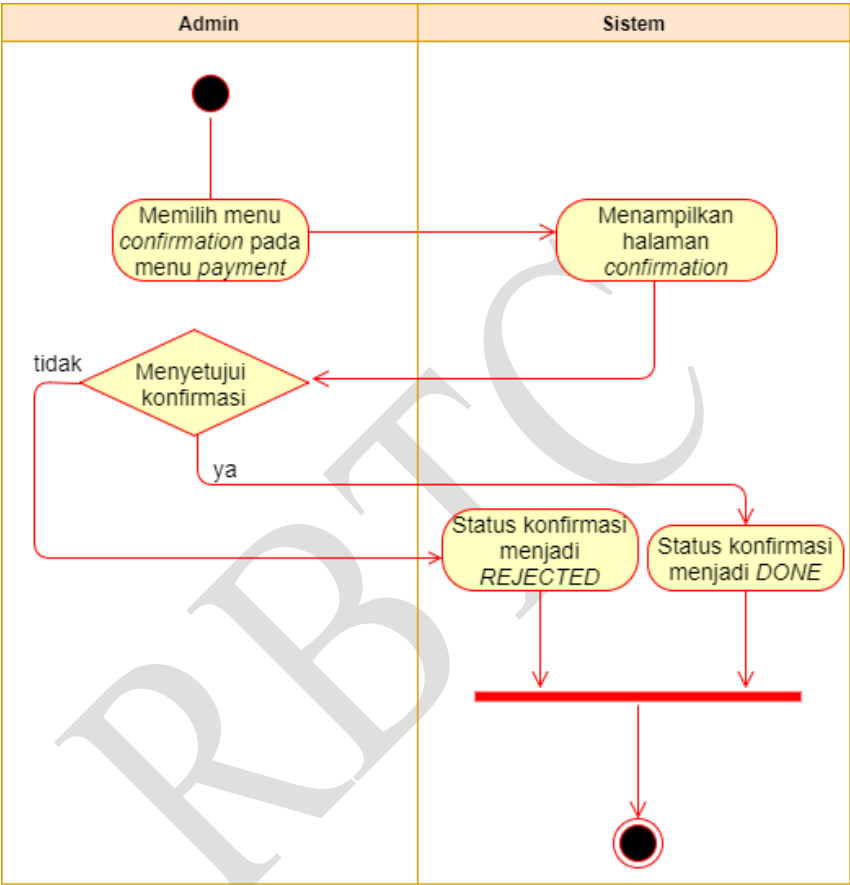 Admin
Sistem
Memilih menu
confirmation pada
menu payment
Menampilkan
halaman
confirmation
tidak
Menyetujui
konfirmasi
ya
Status konfirmasi
menjadi
REJECTED
Status konfirmasi
menjadi DONE
RBTC